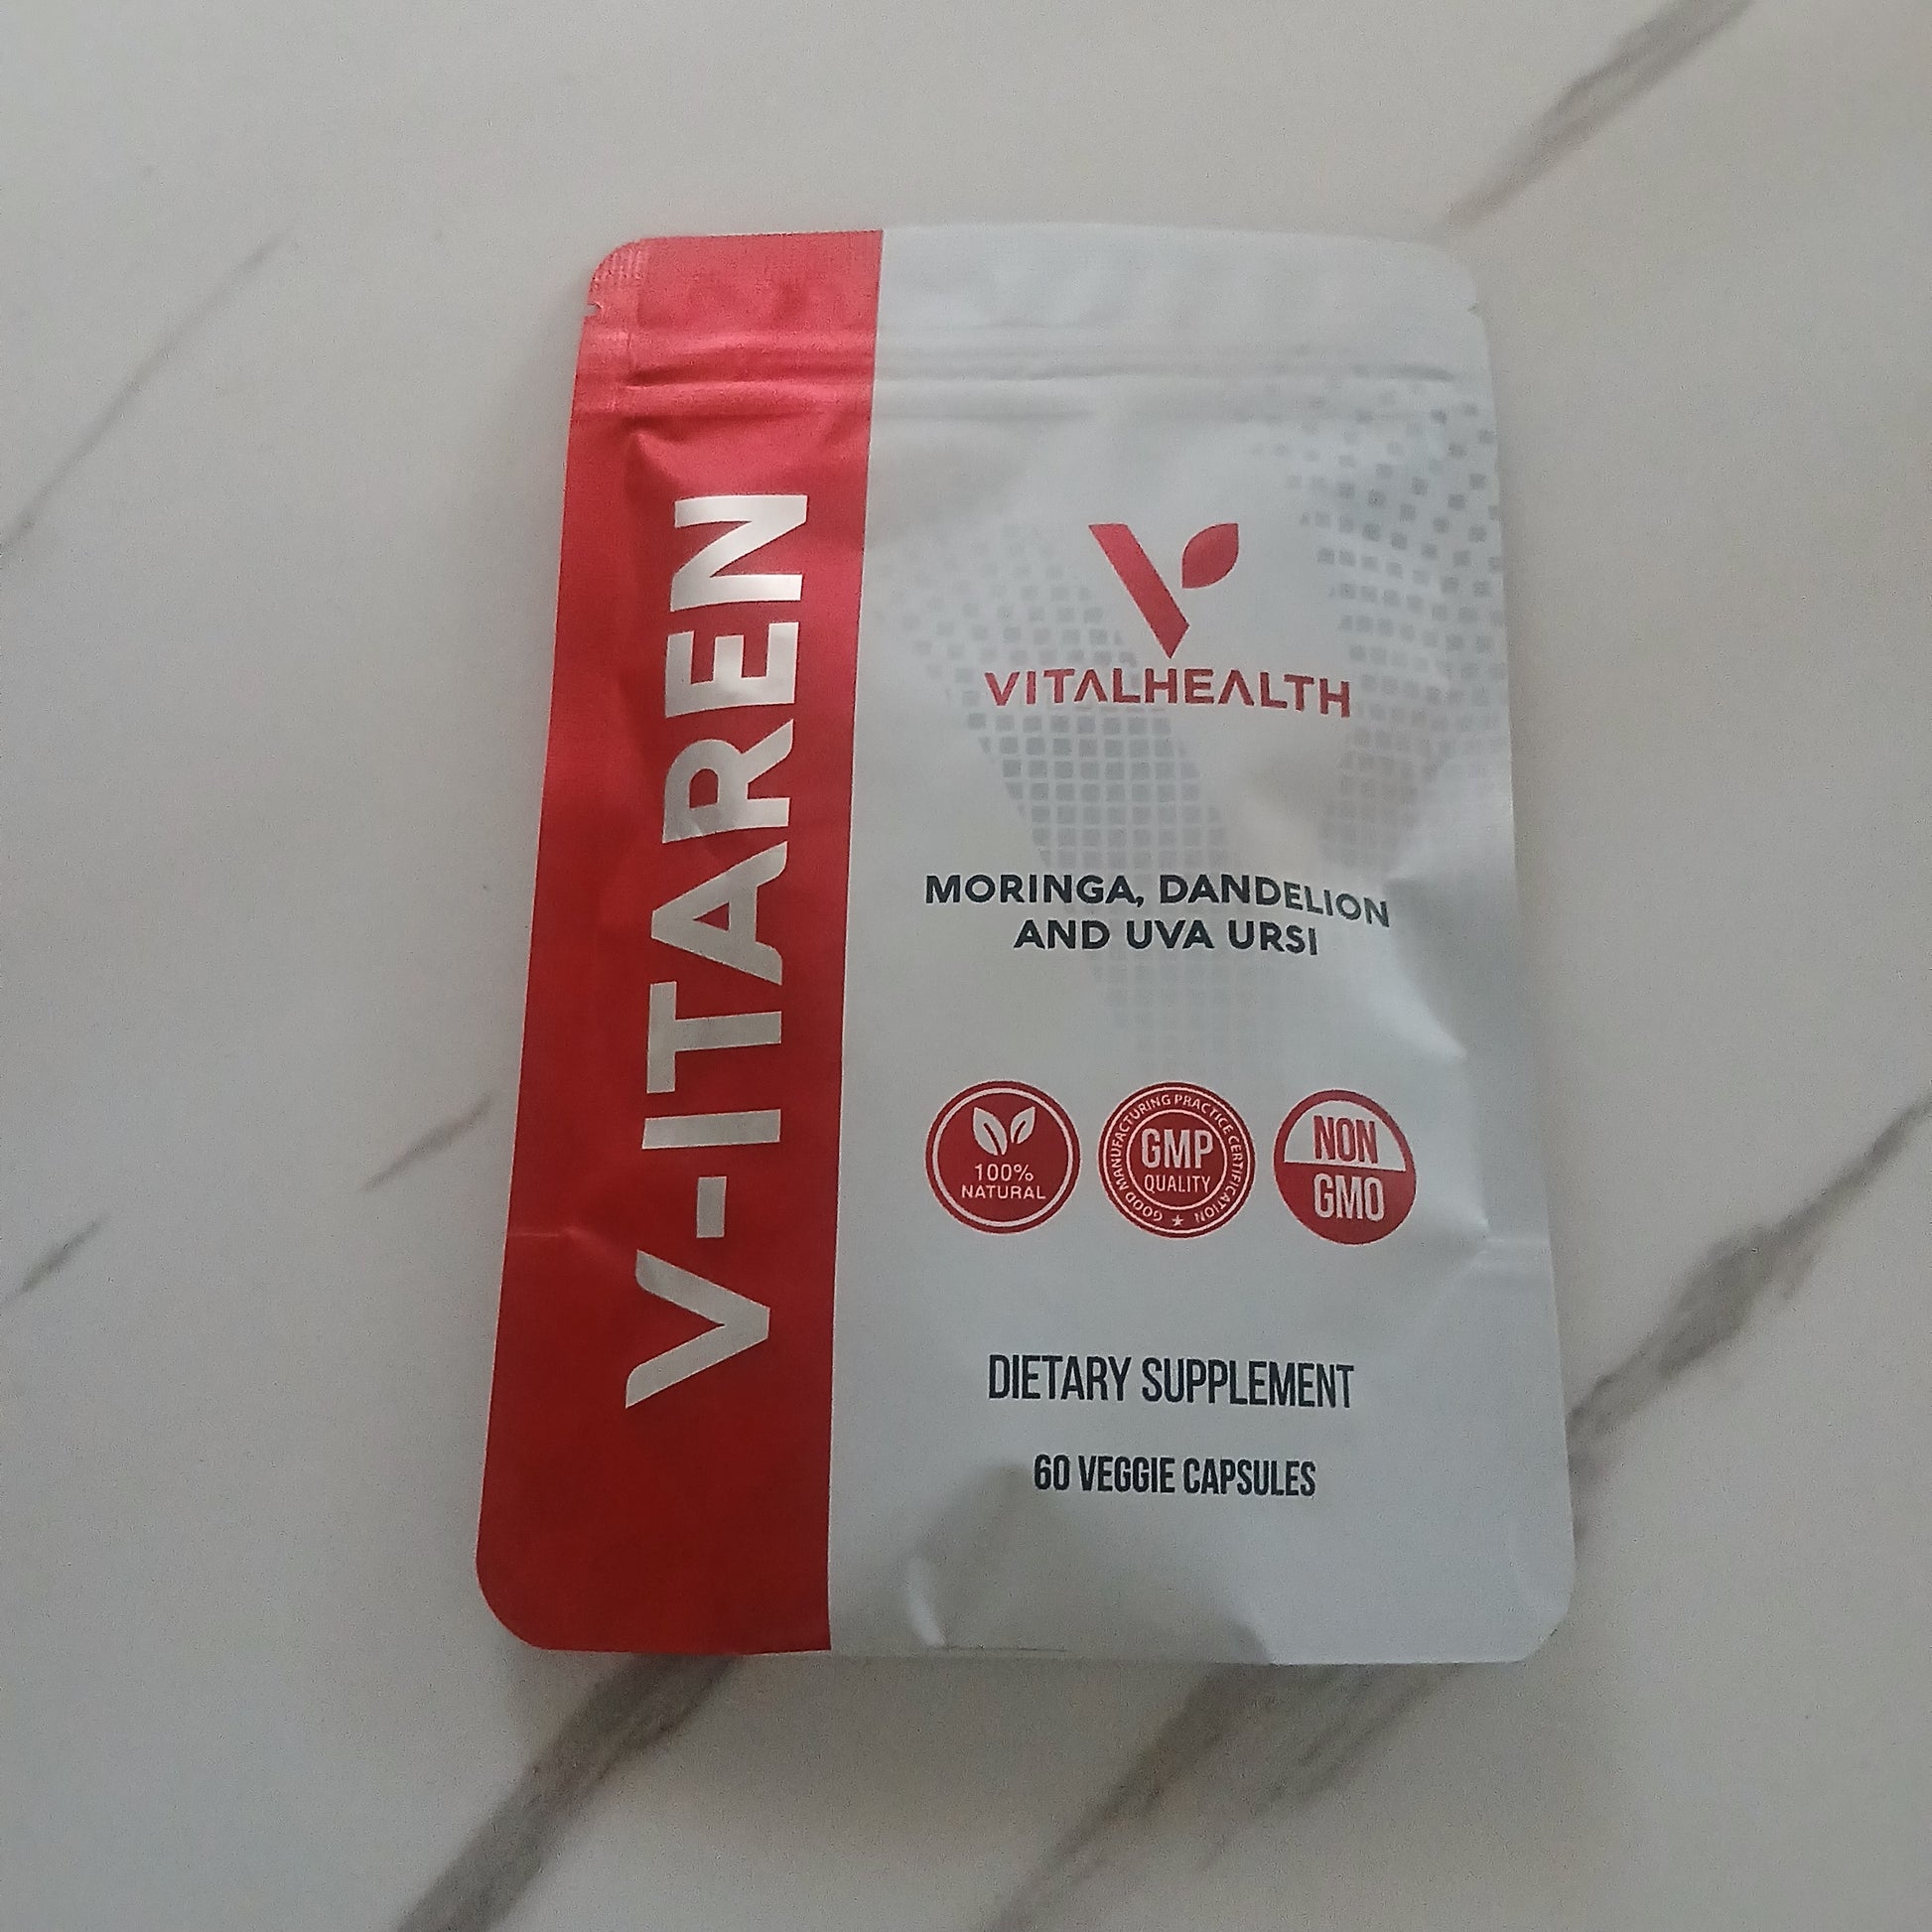 V-ITAREN
VITALHEALTH
MORINGA, DANDELION
AND UVA URSI
100%
NATURAL
GOOD MANUFACTURING PRACTICE CERTIFICATION
GMP
QUALITY
NON
GMO
DIETARY SUPPLEMENT
60 VEGGIE CAPSULES